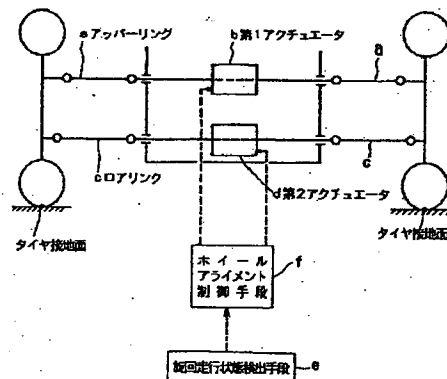 aアッパーリンク
b第1アクチュエータ
a
cロアリンク
c
d第2アクチュエータ
タイヤ接地面
タイヤ接地面
ホイール
アライメント
制御手段
f
旋回走行状態検出手段
e